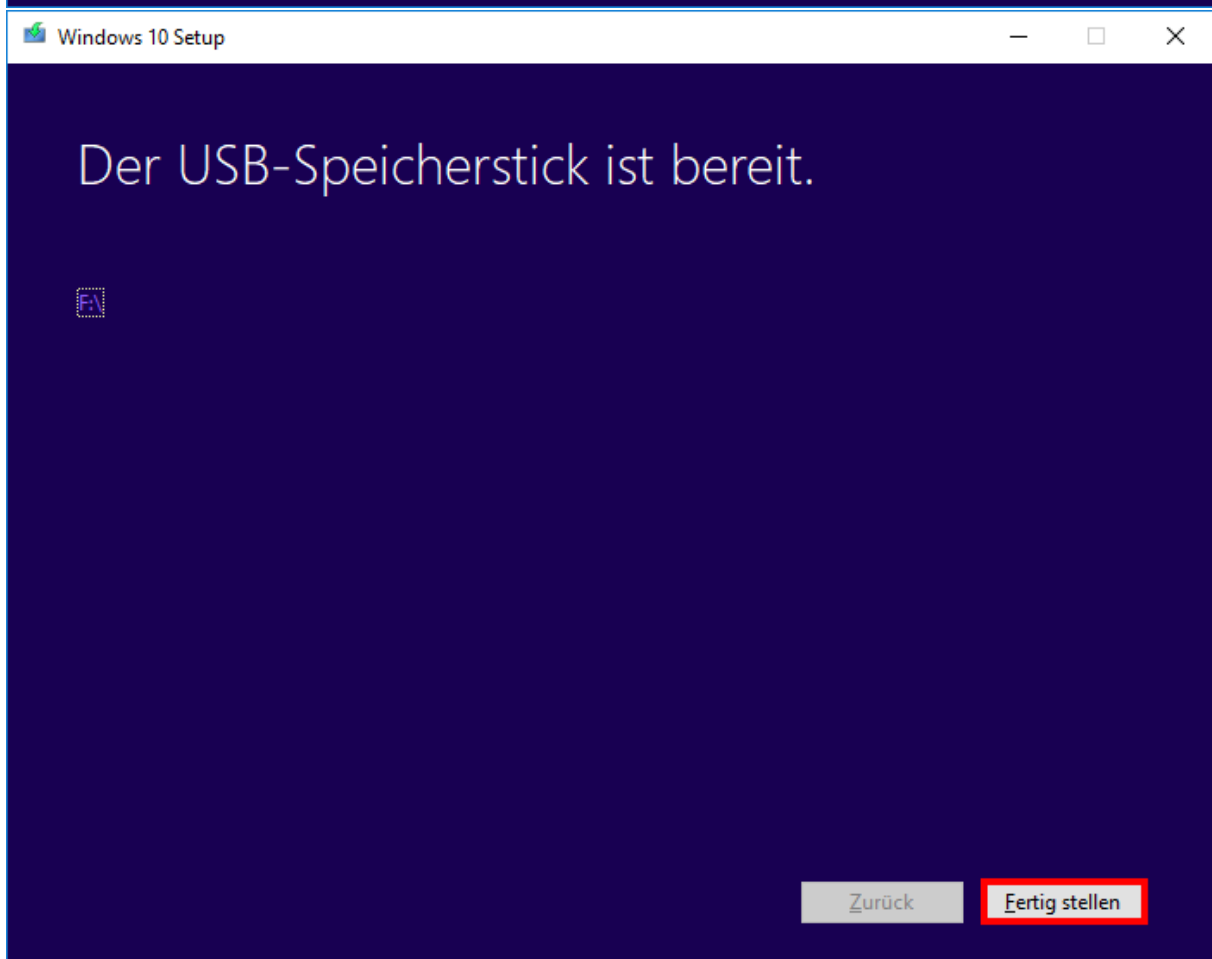 Windows 10 Setup
Der USB-Speicherstick ist bereit.
F:\
Zurück
Fertig stellen